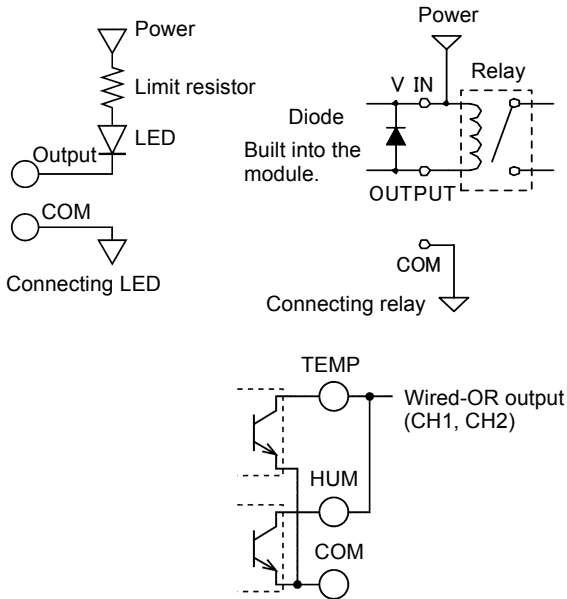 Power
Limit resistor
LED
Output
COM
Connecting LED
Power
V IN
Relay
Diode
Built into the
module.
OUTPUT
COM
Connecting relay
TEMP
Wired-OR output
(CH1, CH2)
HUM
COM